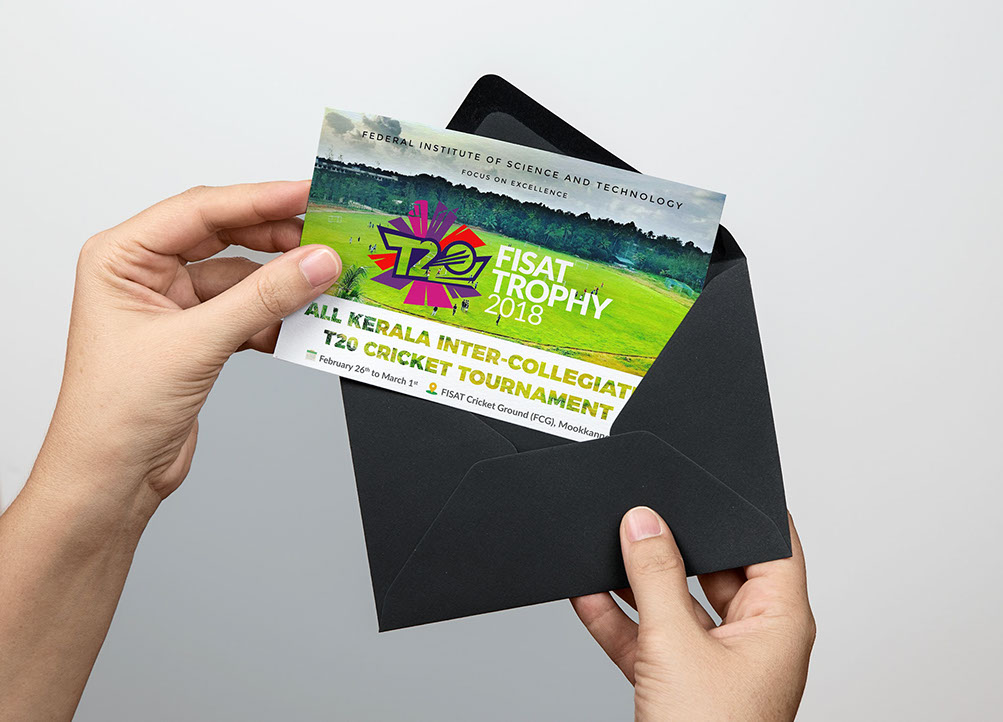 FEDERAL INSTITUTE OF SCIENCE AND TECHNOLOGY
FOCUS ON EXCELLENCE
T20
FISAT
TROPHY
2018
ALL KERALA INTER-COLLEGIAT
T20 CRICKET TOURNAMENT
February 26th to March 1st FISAT Cricket Ground (FCG), Mookkann